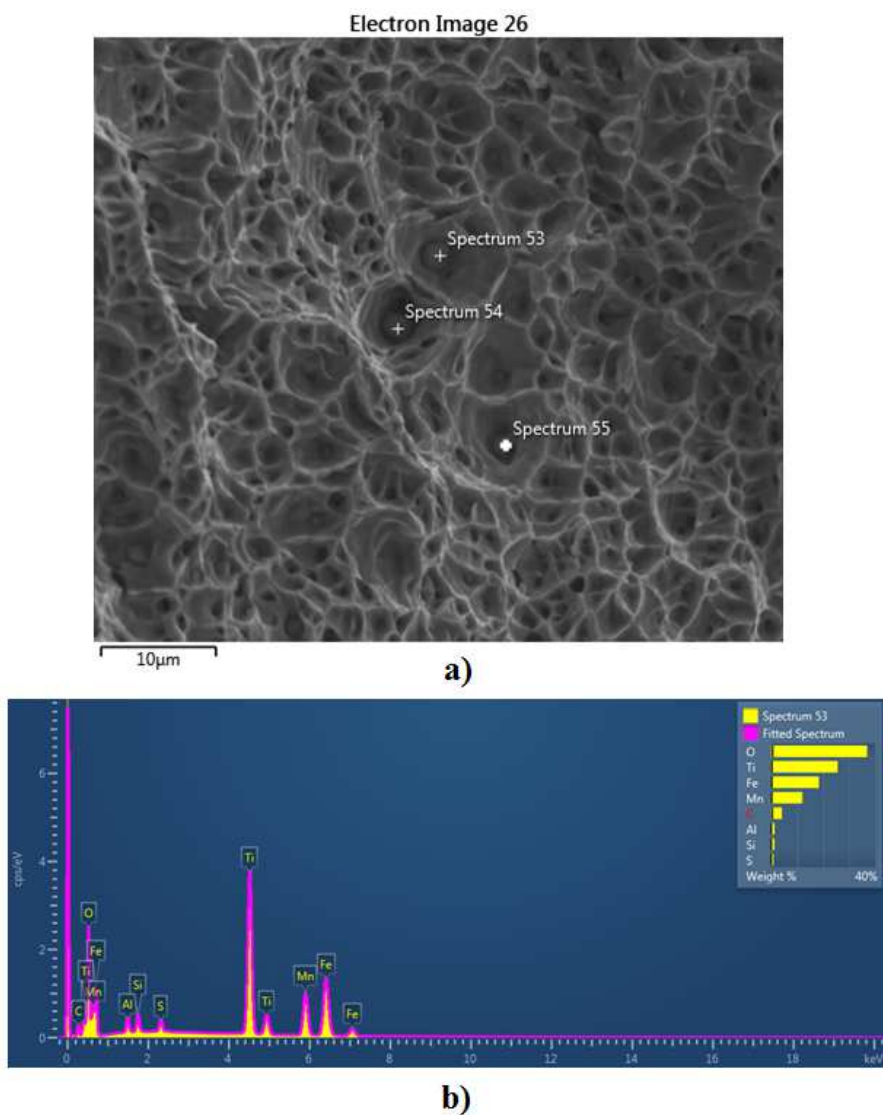 Electron Image 26
Spectrum 53
Spectrum 54
Spectrum 55
10µm
a)
Spectrum 53
Fitted Spectrum
O
Ti
Fe
Mn
C
Al
Si
S
Weight % 40%
6
4
2
0
cps/eV
Ti
O
Fe
Ti
Mn
C
Al
Si
S
Ti
Mn
Fe
Fe
0 2 4 6 8 10 12 14 16 18 keV
b)